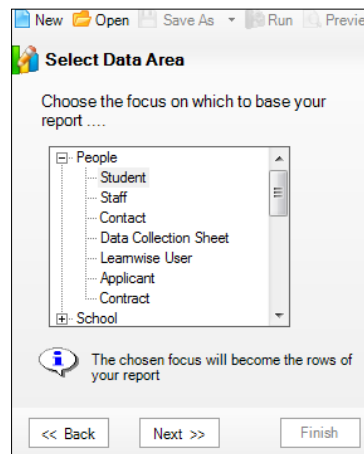 New Open Save As Run Previe
Select Data Area
Choose the focus on which to base your
report ....
People
Student
Staff
Contact
Data Collection Sheet
Learnwise User
Applicant
Contract
School
The chosen focus will become the rows of
your report
<< Back Next >> Finish